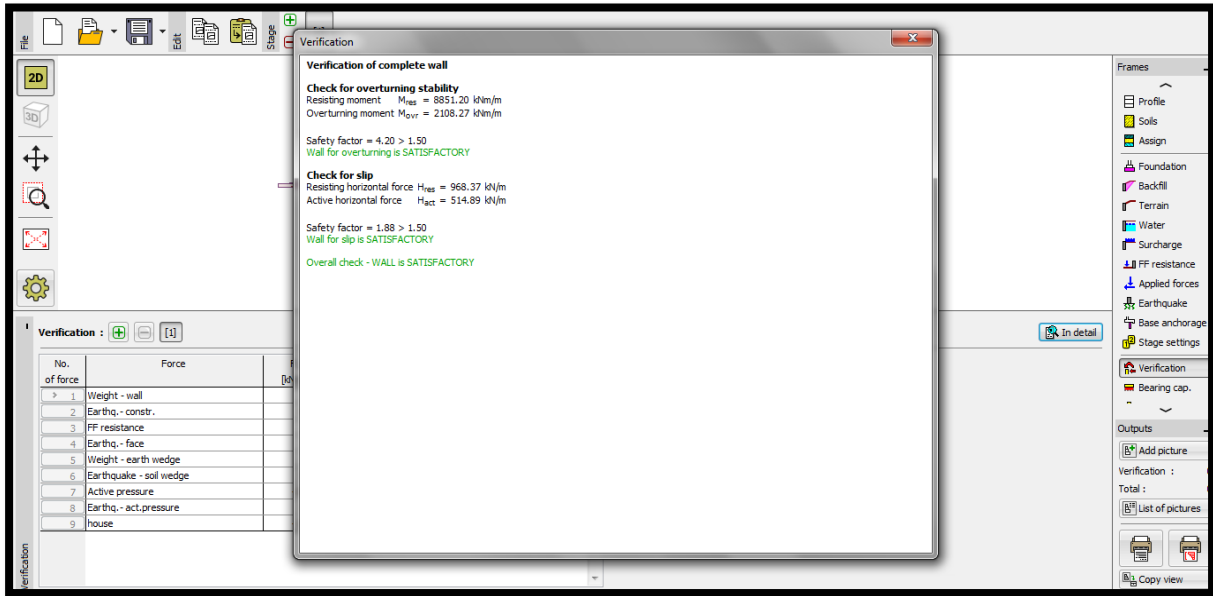 File
Edit
Stage
Verification
Verification of complete wall
Check for overturning stability
Resisting moment Mres = 8851.20 kNm/m
Overturning moment Movr = 2108.27 kNm/m
Safety factor = 4.20 > 1.50
Wall for overturning is SATISFACTORY
Check for slip
Resisting horizontal force Hres = 968.37 kN/m
Active horizontal force Hact = 514.89 kN/m
Safety factor = 1.88 > 1.50
Wall for slip is SATISFACTORY
Overall check - WALL is SATISFACTORY
2D
3D
Frames
Profile
Soils
Assign
Foundation
Backfill
Terrain
Water
Surcharge
FF resistance
Applied forces
Earthquake
Base anchorage
Stage settings
Verification
Bearing cap.
Outputs
Add picture
Verification :
Total :
List of pictures
Copy view
Verification : [1]
In detail
No. Force
of force
1 Weight - wall
2 Earthq.- constr.
3 FF resistance
4 Earthq.- face
5 Weight - earth wedge
6 Earthquake - soil wedge
7 Active pressure
8 Earthq.- act.pressure
9 house
Verification